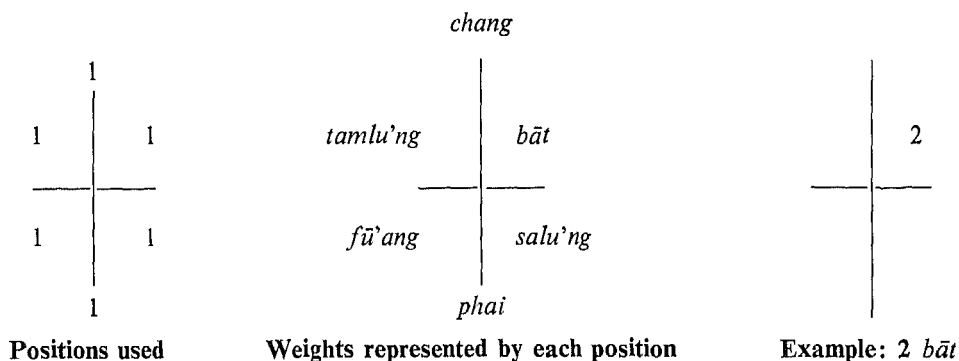 chang
1
1 1 tamlu'ng bāt 2
1 1 fū'ang salu'ng
1 phai
Positions used Weights represented by each position Example: 2 bāt